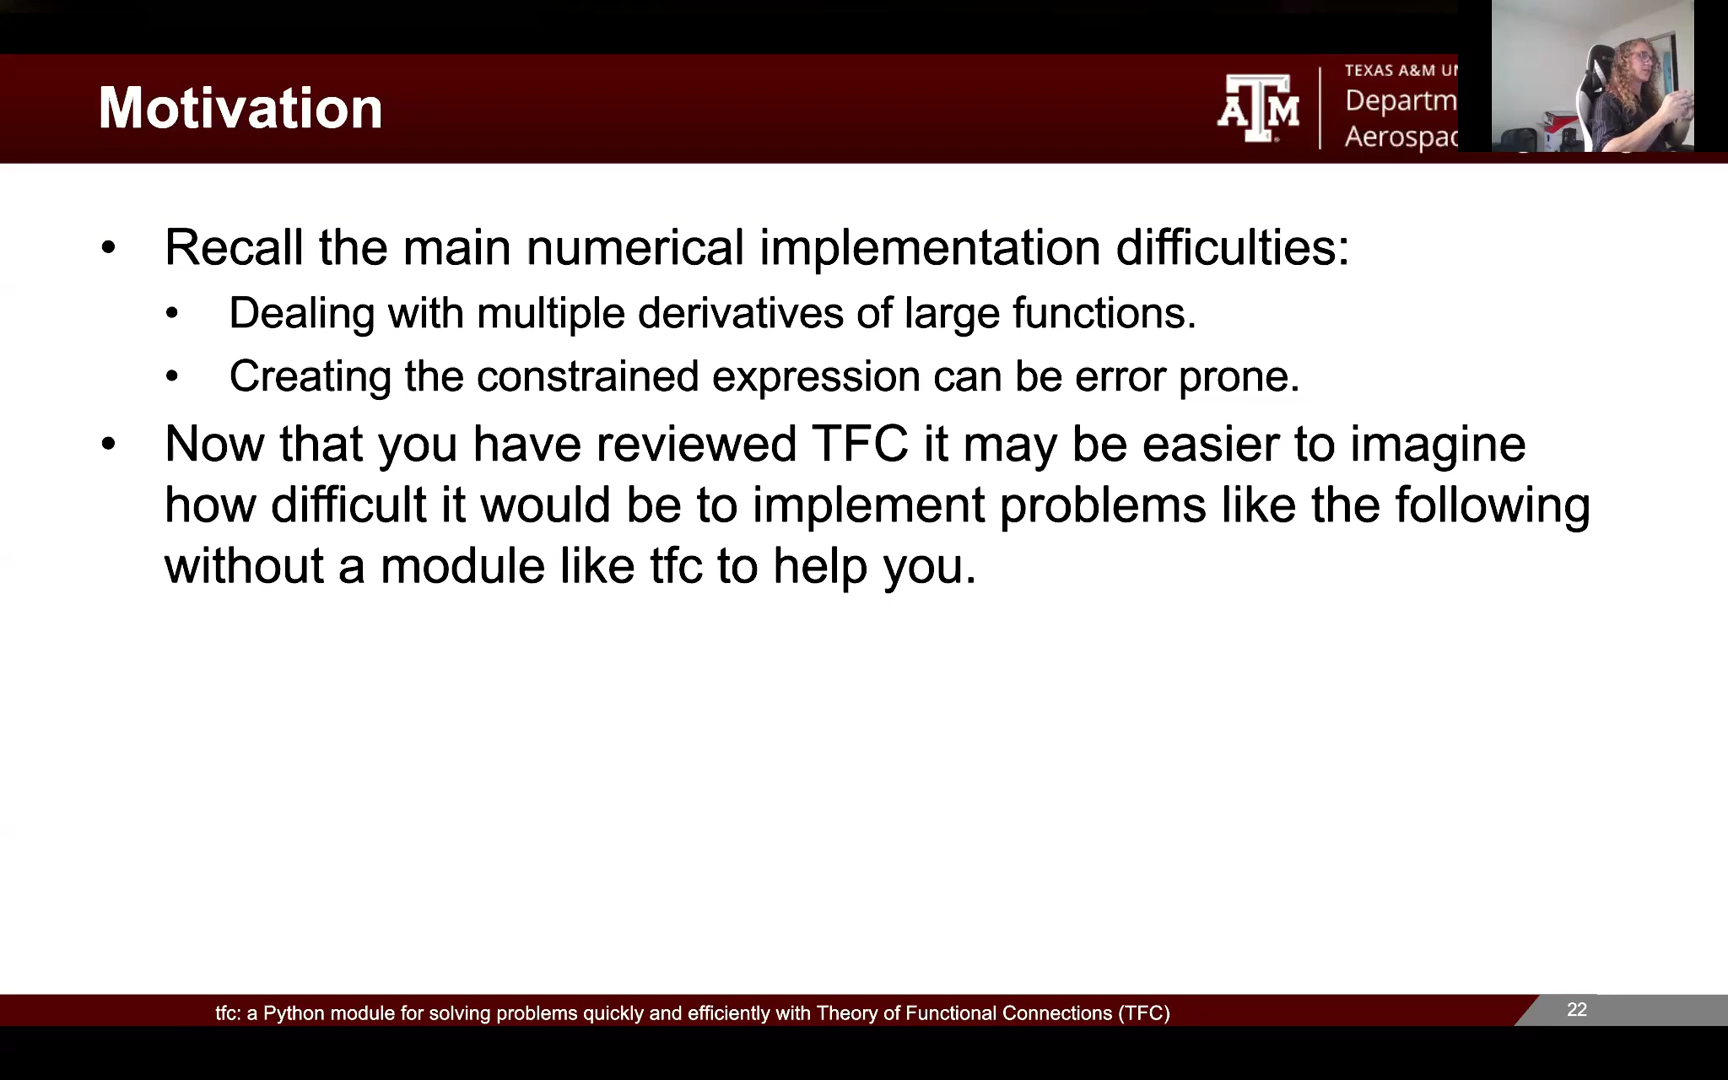 Motivation
ATM
TEXAS A&M
• Recall the main numerical implementation difficulties:
• Dealing with multiple derivatives of large functions.
• Creating the constrained expression can be error prone.
• Now that you have reviewed TFC it may be easier to imagine
how difficult it would be to implement problems like the following
without a module like tfc to help you.
tfc: a Python module for solving problems quickly and efficiently with Theory of Functional Connections (TFC)
22